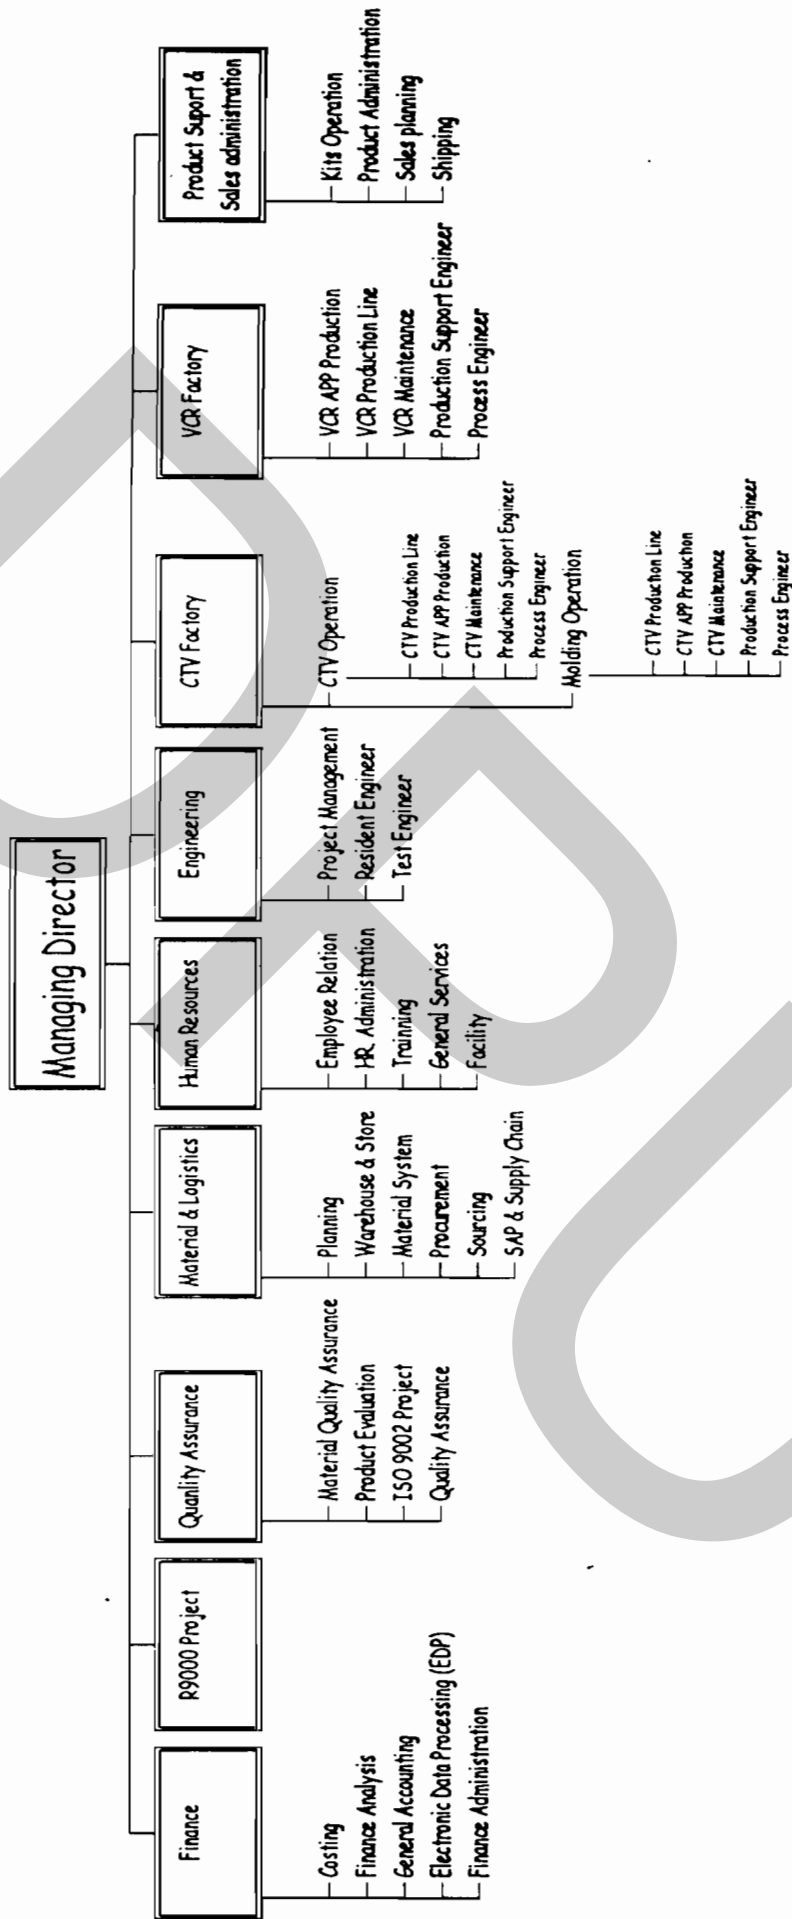 Managing Director
Finance
Costing
Finance Analysis
General Accounting
Electronic Data Processing (EDP)
Finance Administration
R9000 Project
Quanlity Assurance
Material Quality Assurance
Product Evaluation
ISO 9002 Project
Quality Assurance
Material & Logistics
Planning
Warehouse & Store
Material System
Procurement
Sourcing
SAP & Supply Chain
Human Resources
Employee Relation
HR. Administration
Trainning
General Services
Facility
Engineering
Project Management
Resident Engineer
Test Engineer
CTV Factory
CTV Operation
CTV Production Line
CTV APP Production
CTV Maintenance
Production Support Engineer
Process Engineer
Molding Operation
CTV Production Line
CTV APP Production
CTV Maintenance
Production Support Engineer
Process Engineer
VCR Factory
VCR APP Production
VCR Production Line
VCR Maintenance
Production Support Engineer
Process Engineer
Product Suport &
Sales administration
Kits Operation
Product Administration
Sales planning
Shipping